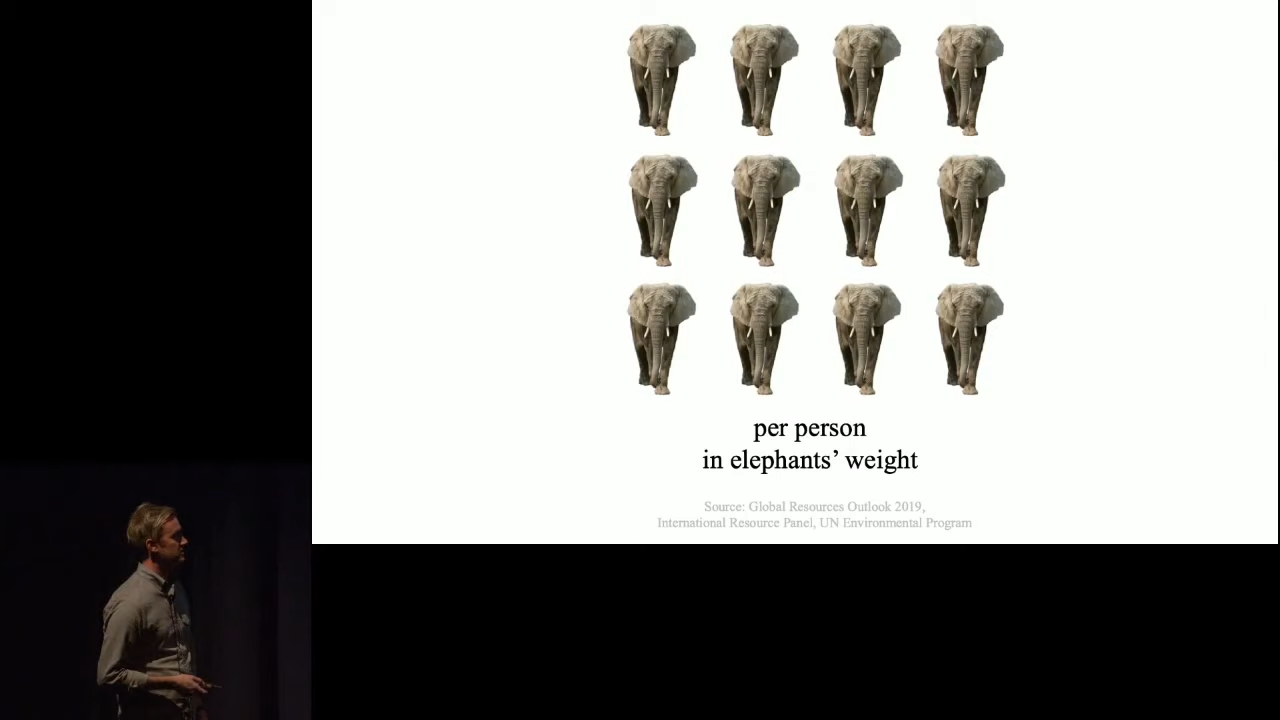 per person
in elephants’ weight
Source: Global Resources Outlook 2019,
International Resource Panel, UN Environmental Program